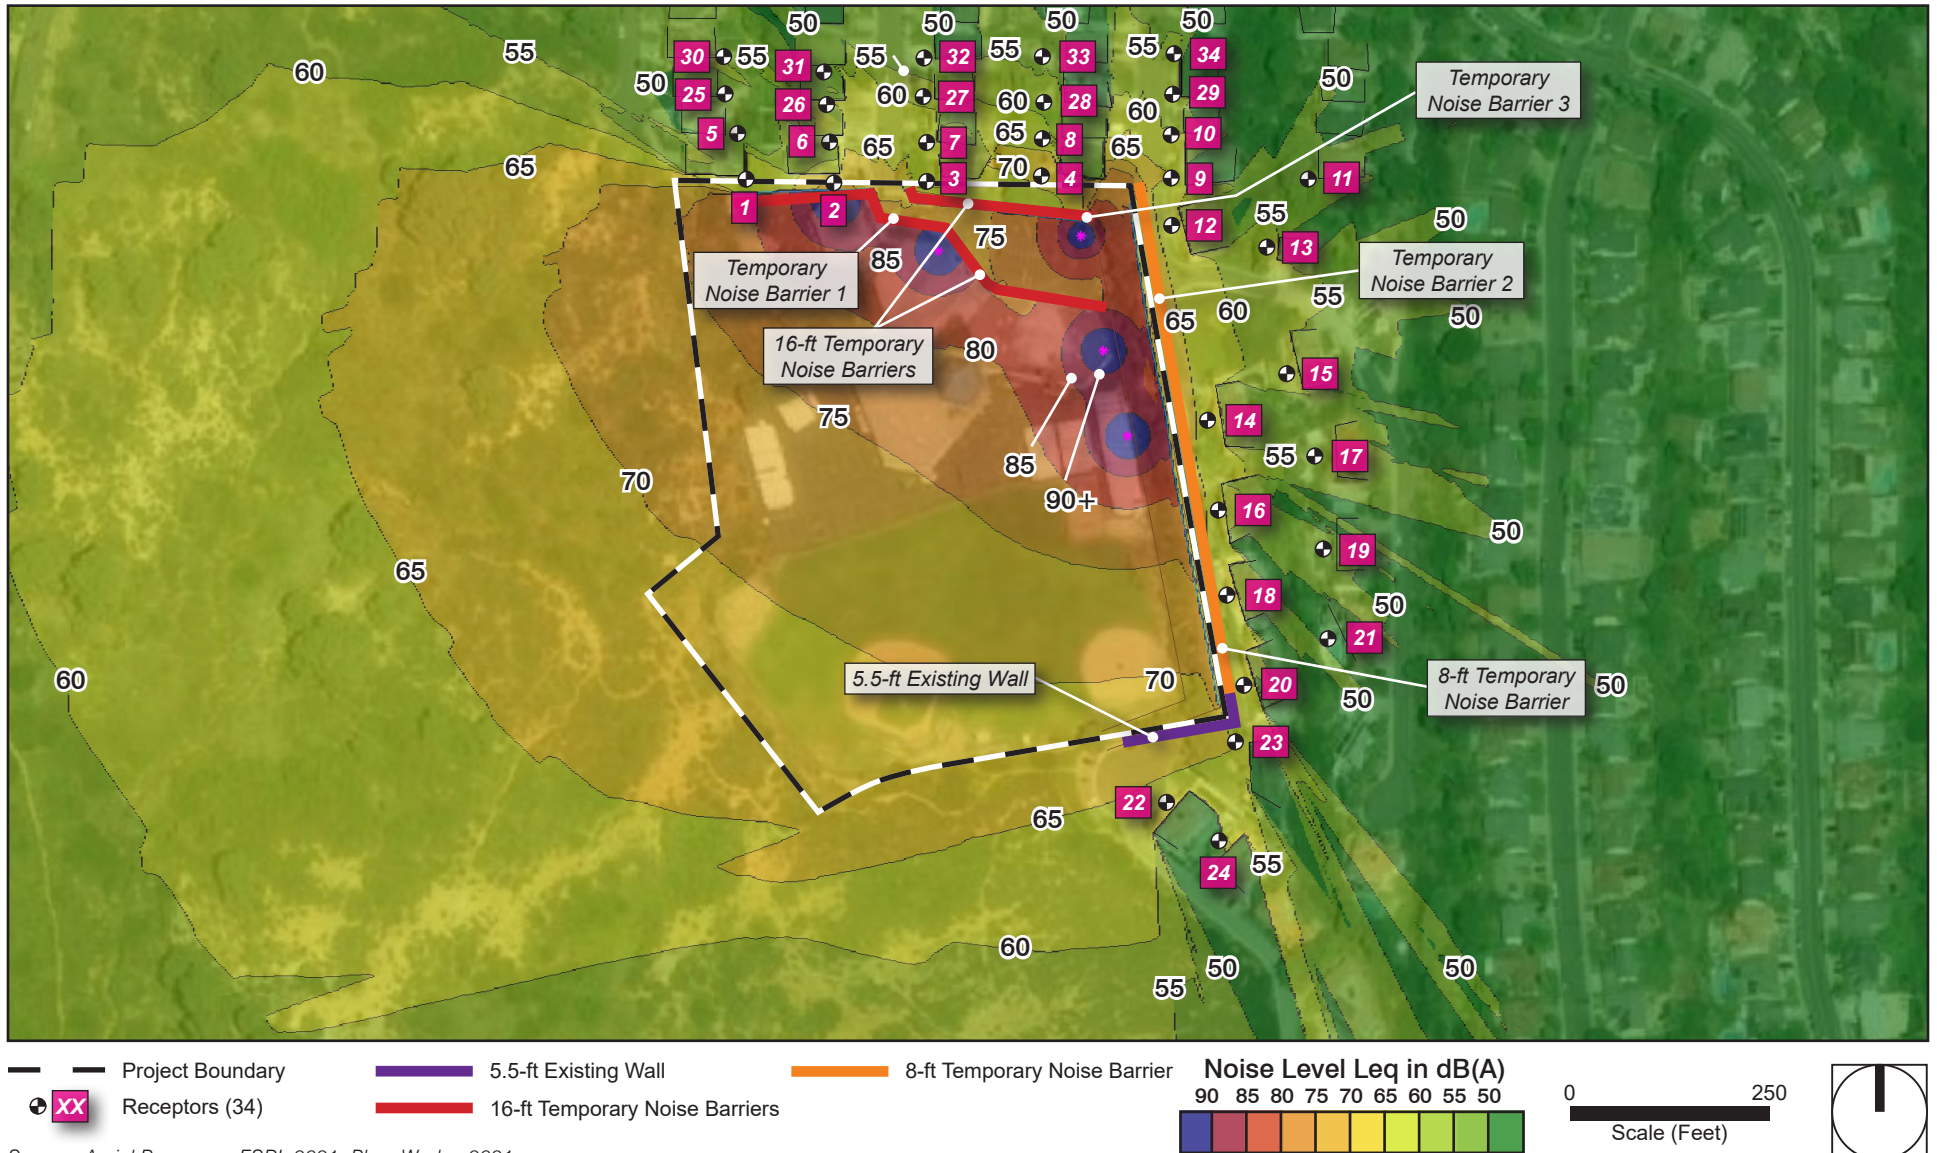 50 50 50 50
55 30 55 31 55 32 55 33 55 34
60 50 25 26 60 27 60 28 29 50
Temporary
Noise Barrier 3
5 6 65 7 65 8 60 10
65
55 65 70
3 4 9 11
1 2
12 55 50
75 85 13
Temporary
Noise Barrier 1
Temporary
Noise Barrier 2
55
65 60 50
16-ft Temporary
Noise Barriers
80
15
75
14
85 55 17
70
90+
16
50
19
65
18 50
21
5.5-ft Existing Wall
60 70 20 50
8-ft Temporary
Noise Barrier
50
23
22
65
24 55
60
50 50
55
Project Boundary
5.5-ft Existing Wall
8-ft Temporary Noise Barrier
Noise Level Leq in dB(A)
90 85 80 75 70 65 60 55 50
0 250
Scale (Feet)
XX Receptors (34)
16-ft Temporary Noise Barriers